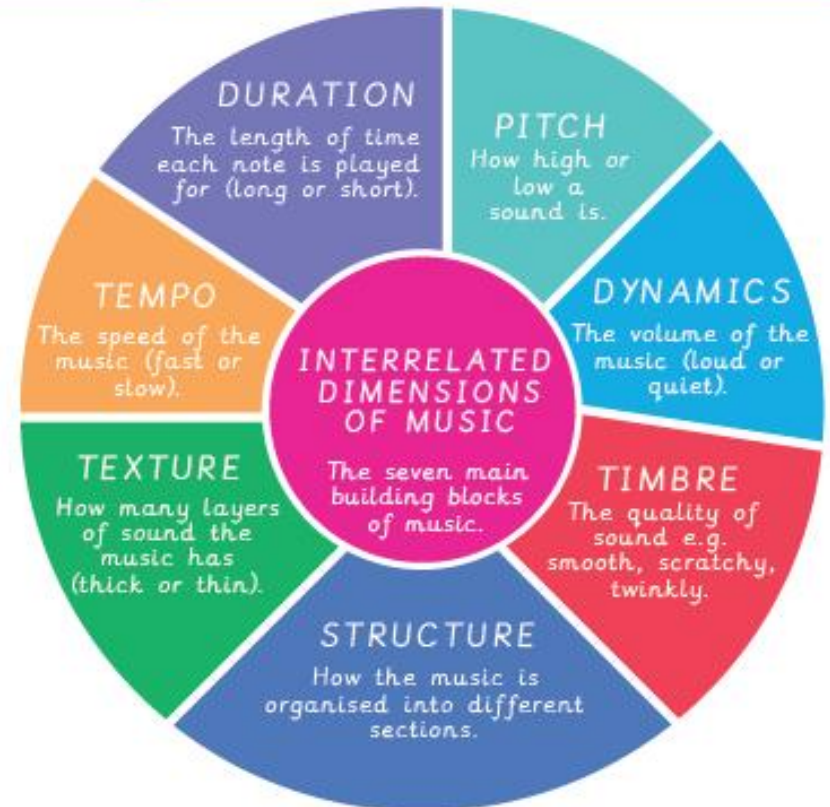 DURATION
The length of time
each note is played
for (long or short).
PITCH
How high or
low a
sound is.
DYNAMICS
The volume of the
music (loud or
quiet).
TIMBRE
The quality of
sound e.g.
smooth, scratchy,
twinkly.
STRUCTURE
How the music is
organised into different
sections.
TEXTURE
How many layers
of sound the
music has
(thick or thin).
TEMPO
The speed of the
music (fast or
slow).
INTERRELATED
DIMENSIONS
OF MUSIC
The seven main
building blocks
of music.